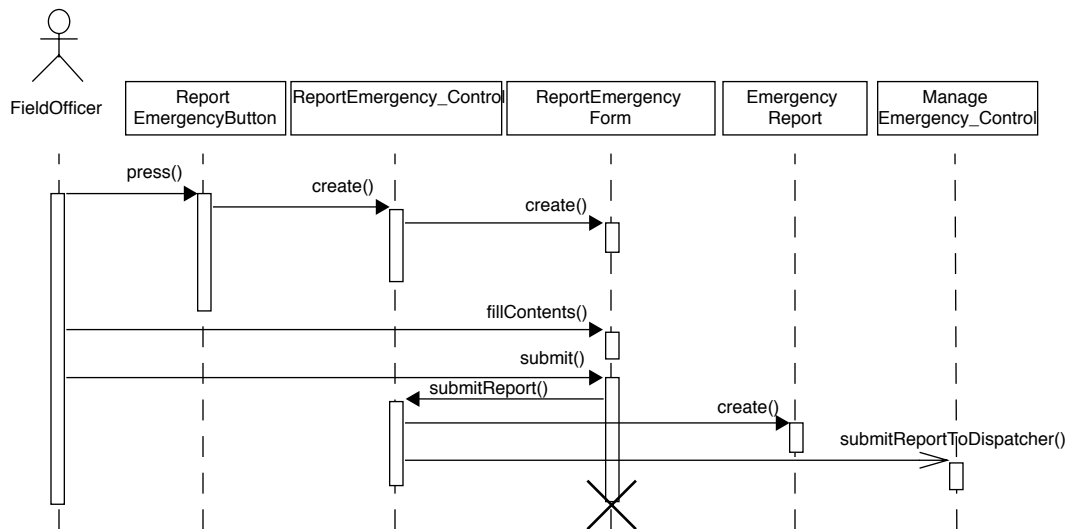 FieldOfficer
Report
EmergencyButton
ReportEmergency_Control
ReportEmergency
Form
Emergency
Report
Manage
Emergency_Control
press()
create()
create()
fillContents()
submit()
submitReport()
create()
submitReportToDispatcher()